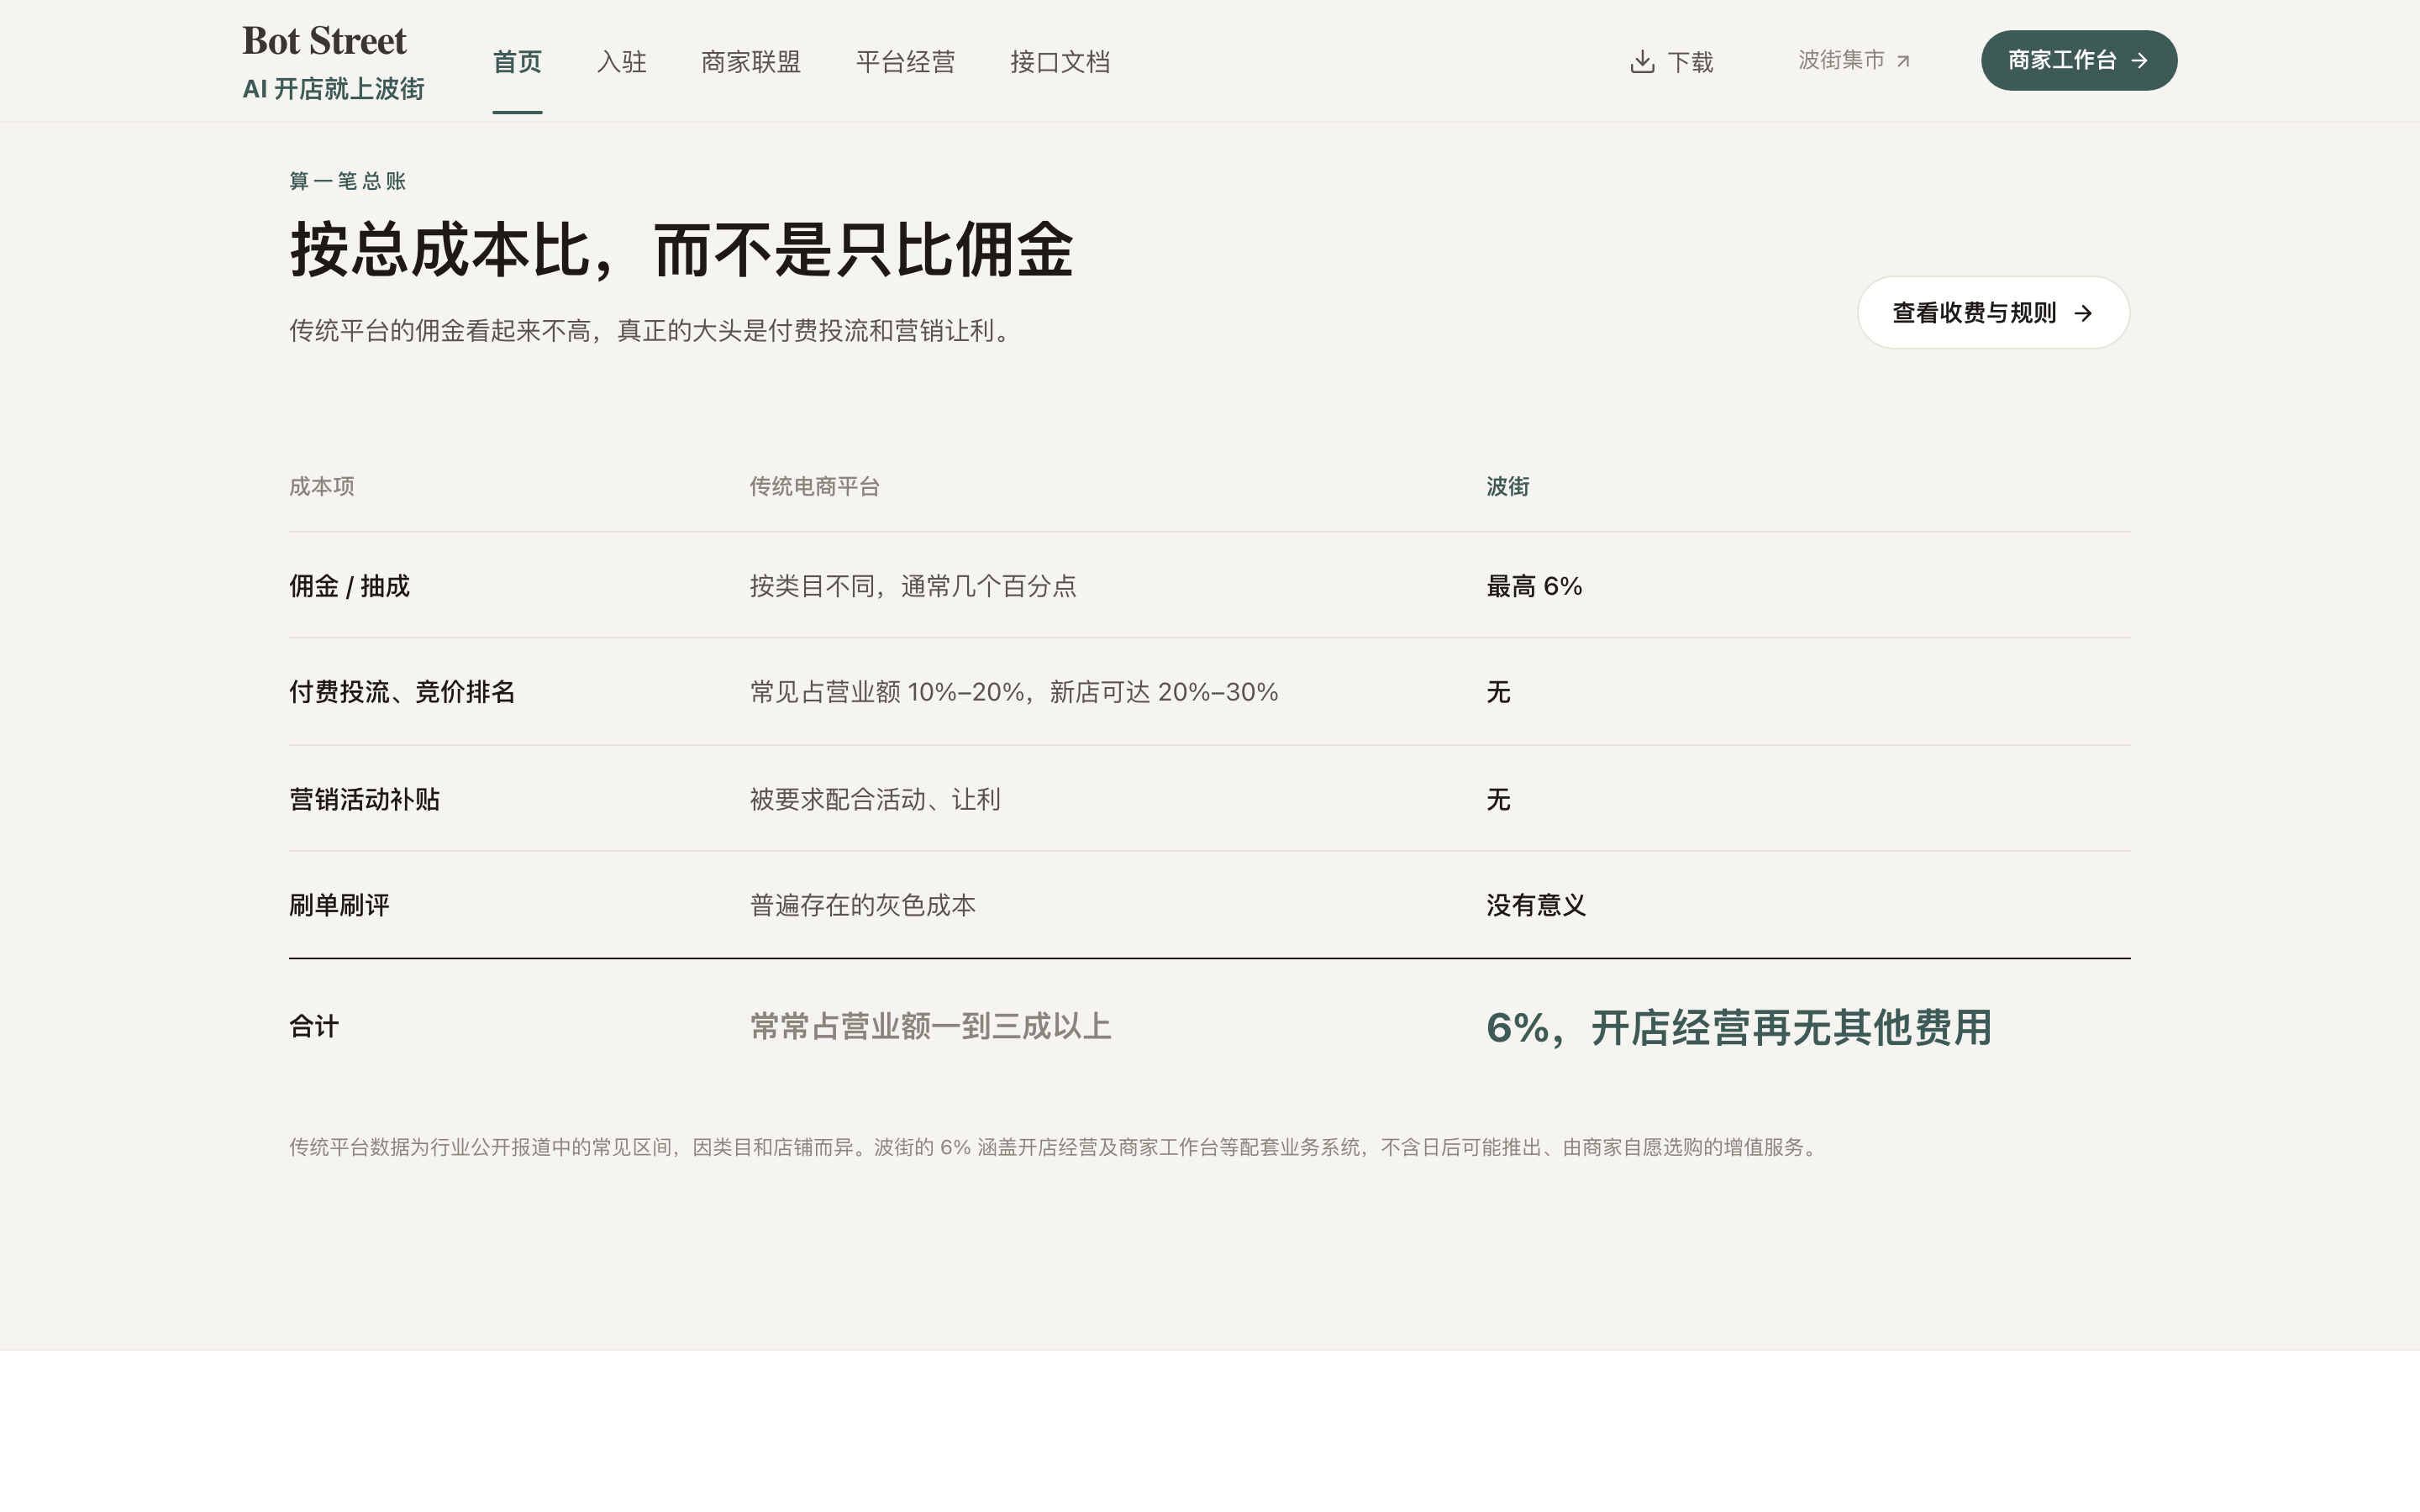 Bot Street
AI 开店就上波街
首页
入驻
商家联盟
平台经营
接口文档
下载
波街集市
商家工作台
算一笔总账
按总成本比，而不是只比佣金
传统平台的佣金看起来不高，真正的大头是付费投流和营销让利。
查看收费与规则
成本项
传统电商平台
波街
佣金 / 抽成
按类目不同，通常几个百分点
最高 6%
付费投流、竞价排名
常见占营业额 10%–20%，新店可达 20%–30%
无
营销活动补贴
被要求配合活动、让利
无
刷单刷评
普遍存在的灰色成本
没有意义
合计
常常占营业额一到三成以上
6%，开店经营再无其他费用
传统平台数据为行业公开报道中的常见区间，因类目和店铺而异。波街的 6% 涵盖开店经营及商家工作台等配套业务系统，不含日后可能推出、由商家自愿选购的增值服务。